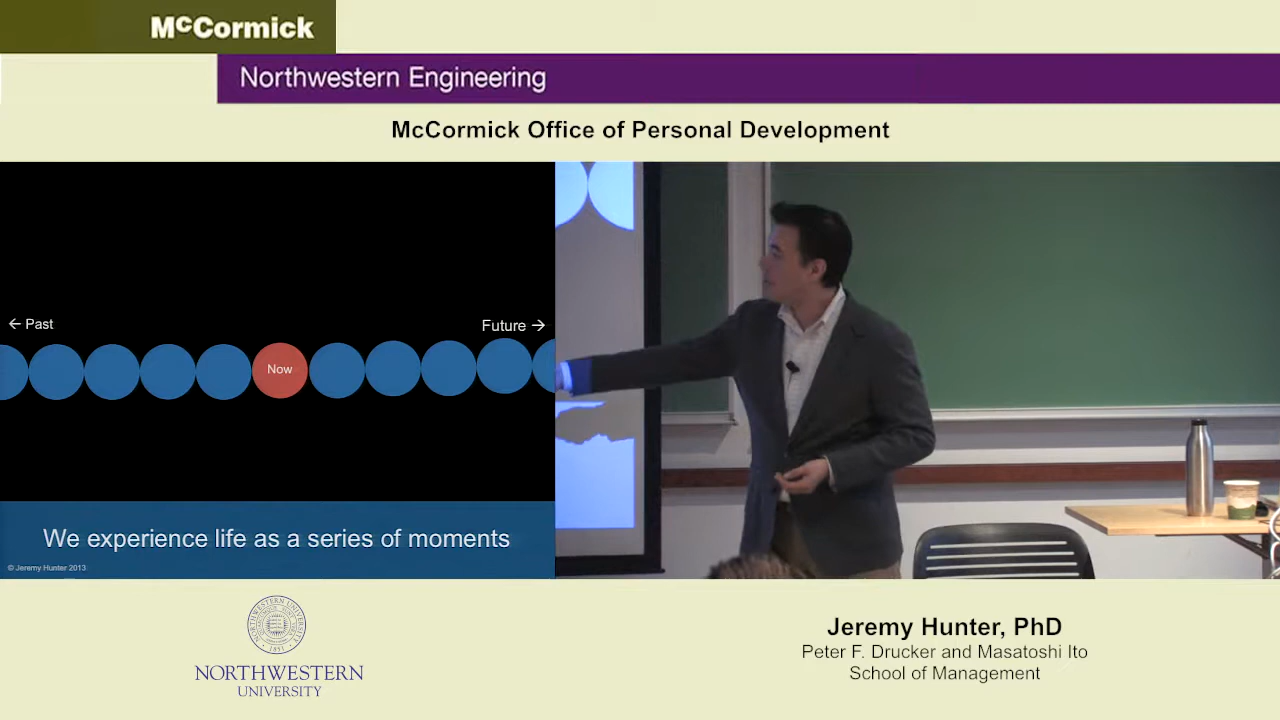 McCormick
Northwestern Engineering
McCormick Office of Personal Development
← Past
Future →
Now
We experience life as a series of moments
© Jeremy Hunter 2013
NORTHWESTERN
UNIVERSITY
Jeremy Hunter, PhD
Peter F. Drucker and Masatoshi Ito
School of Management